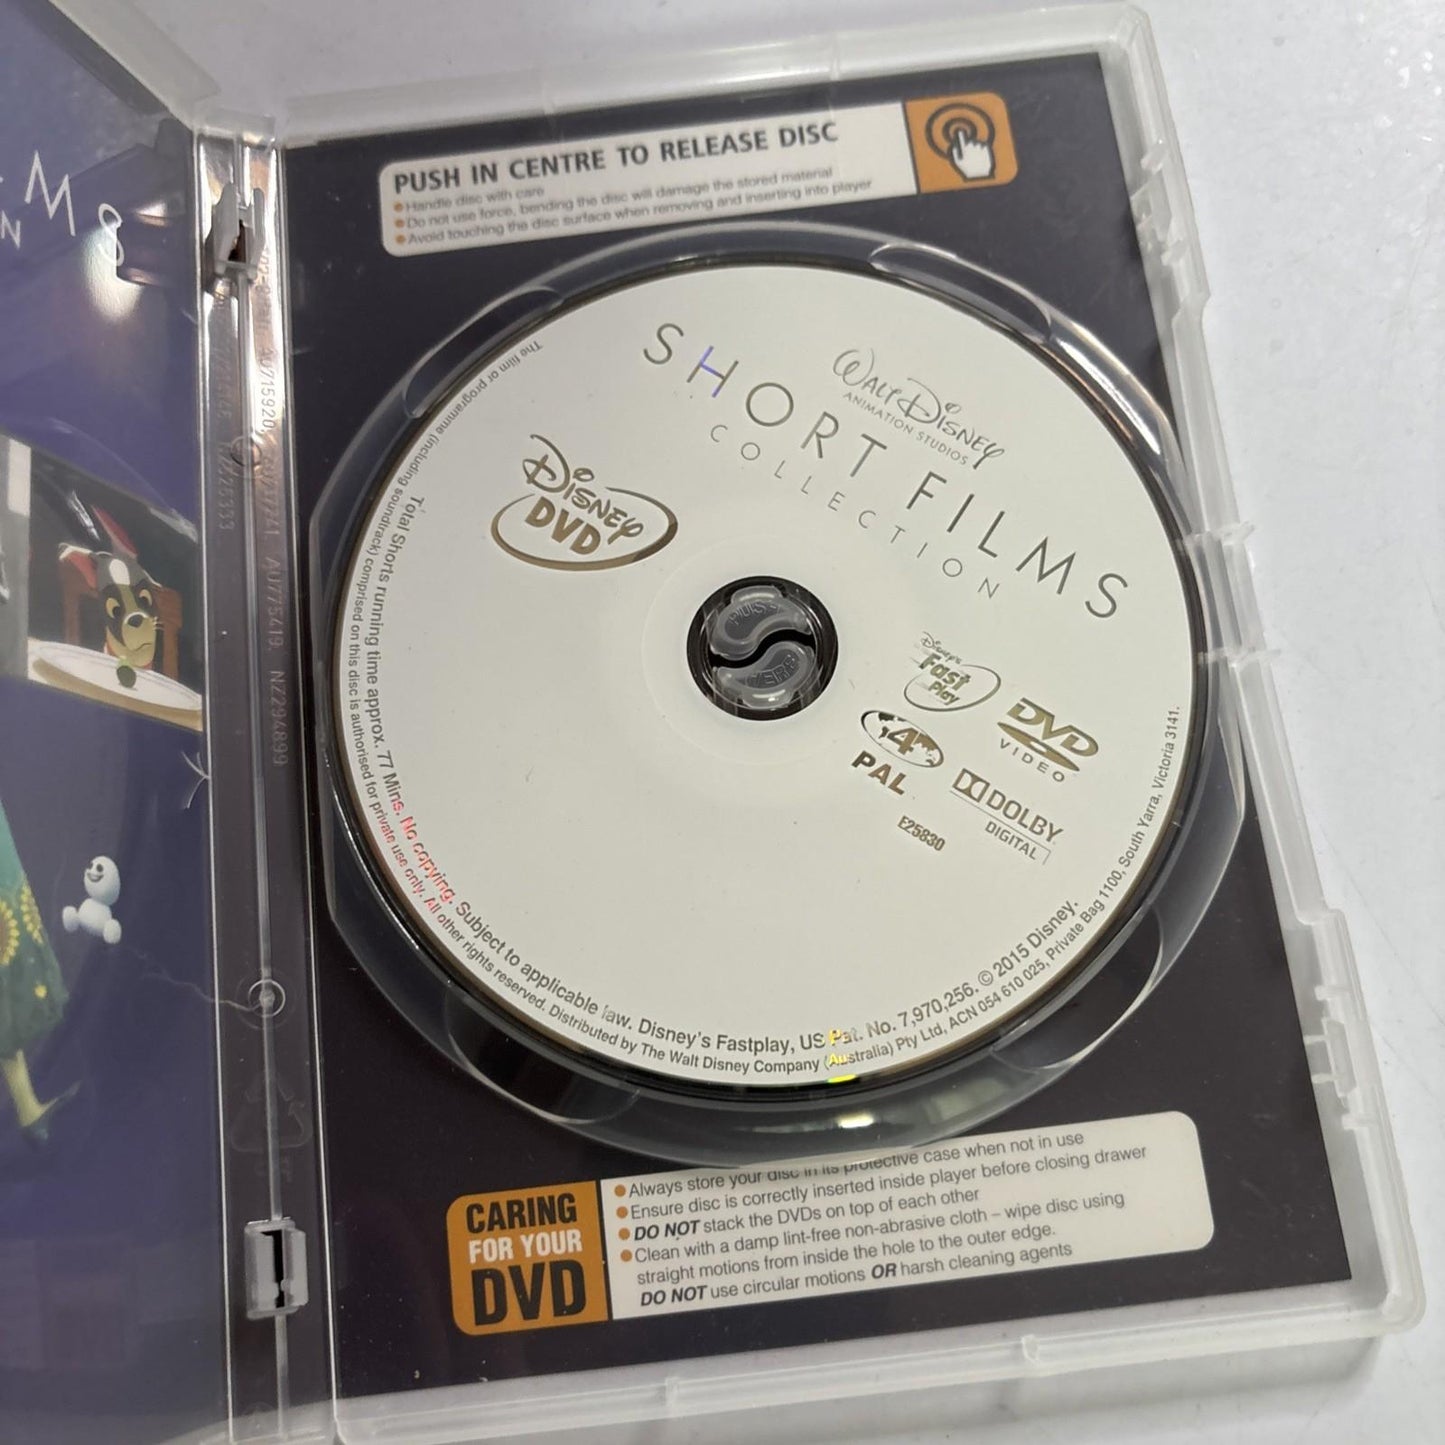 PUSH IN CENTRE TO RELEASE DISC
Handle disc with care
Do not use force, bending the disc will damage the stored material
Avoid touching the disc surface when removing and inserting into player
WALT DISNEY
ANIMATION STUDIOS
SHORT FILMS
COLLECTION
DISNEY
DVD
Disney's
Fast
Play
DVD
VIDEO
4
PAL
DOLBY
DIGITAL
E25830
Total Shorts running time approx. 77 Mins. No copying. Subject to applicable law. Disney's Fastplay, US Pat. No. 7,970,256. © 2015 Disney.
The film or programme (including soundtrack) comprised on this disc is authorised for private use only. All other rights reserved. Distributed by The Walt Disney Company (Australia) Pty Ltd, ACN 054 610 025, Private Bag 1100, South Yarra, Victoria 3141.
PUSH
AU775419. NZ294899
CARING
FOR YOUR
DVD
Always store your disc in its protective case when not in use
Ensure disc is correctly inserted inside player before closing drawer
DO NOT stack the DVDs on top of each other
Clean with a damp lint-free non-abrasive cloth – wipe disc using
straight motions from inside the hole to the outer edge.
DO NOT use circular motions OR harsh cleaning agents